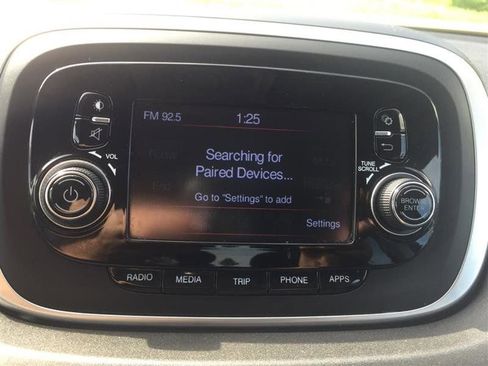 FM 92.5 1:25
Searching for
Paired Devices...
Go to "Settings" to add
Settings
VOL
TUNE
SCROLL
BROWSE
ENTER
RADIO MEDIA TRIP PHONE APPS